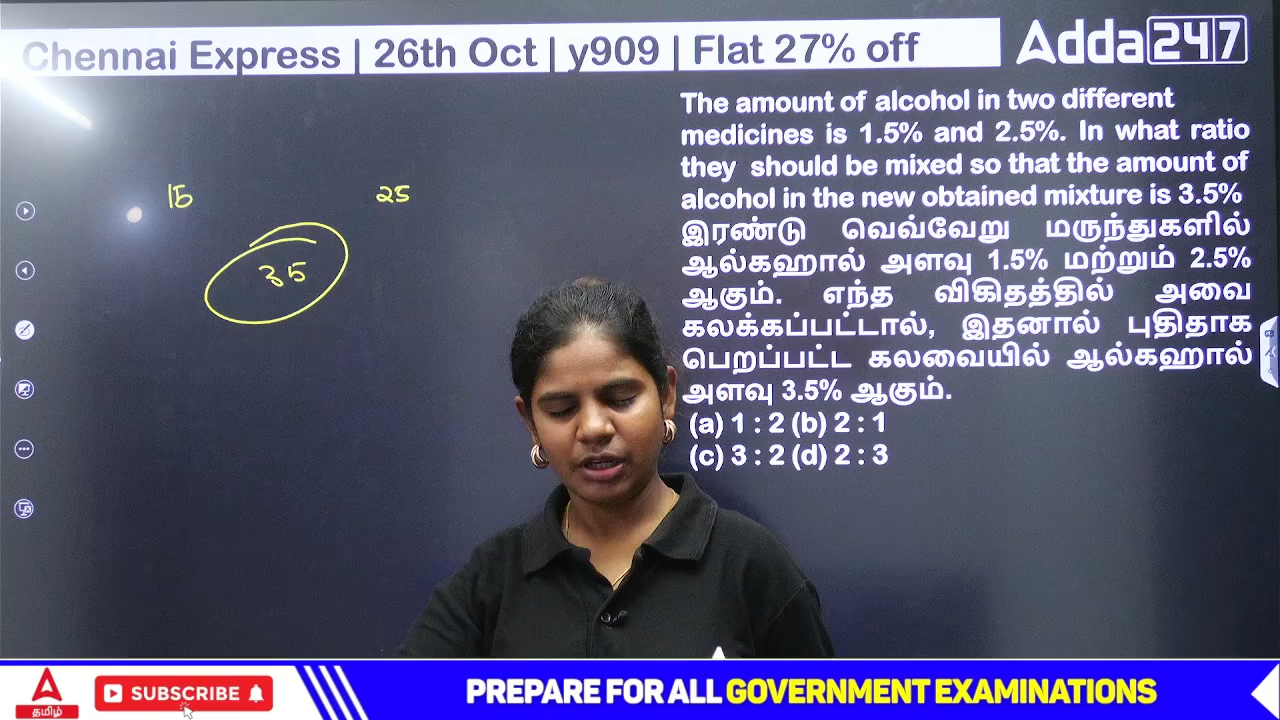 Chennai Express | 26th Oct | y909 | Flat 27% off
Adda 247
The amount of alcohol in two different
medicines is 1.5% and 2.5%. In what ratio
they should be mixed so that the amount of
alcohol in the new obtained mixture is 3.5%
இரண்டு வெவ்வேறு மருந்துகளில்
ஆல்கஹால் அளவு 1.5% மற்றும் 2.5%
ஆகும். எந்த விகிதத்தில் அவை
கலக்கப்பட்டால், இதனால் புதிதாக
பெறப்பட்ட கலவையில் ஆல்கஹால்
அளவு 3.5% ஆகும்.
(a) 1 : 2 (b) 2 : 1
(c) 3 : 2 (d) 2 : 3
15 25
35
தமிழ்
SUBSCRIBE
PREPARE FOR ALL GOVERNMENT EXAMINATIONS